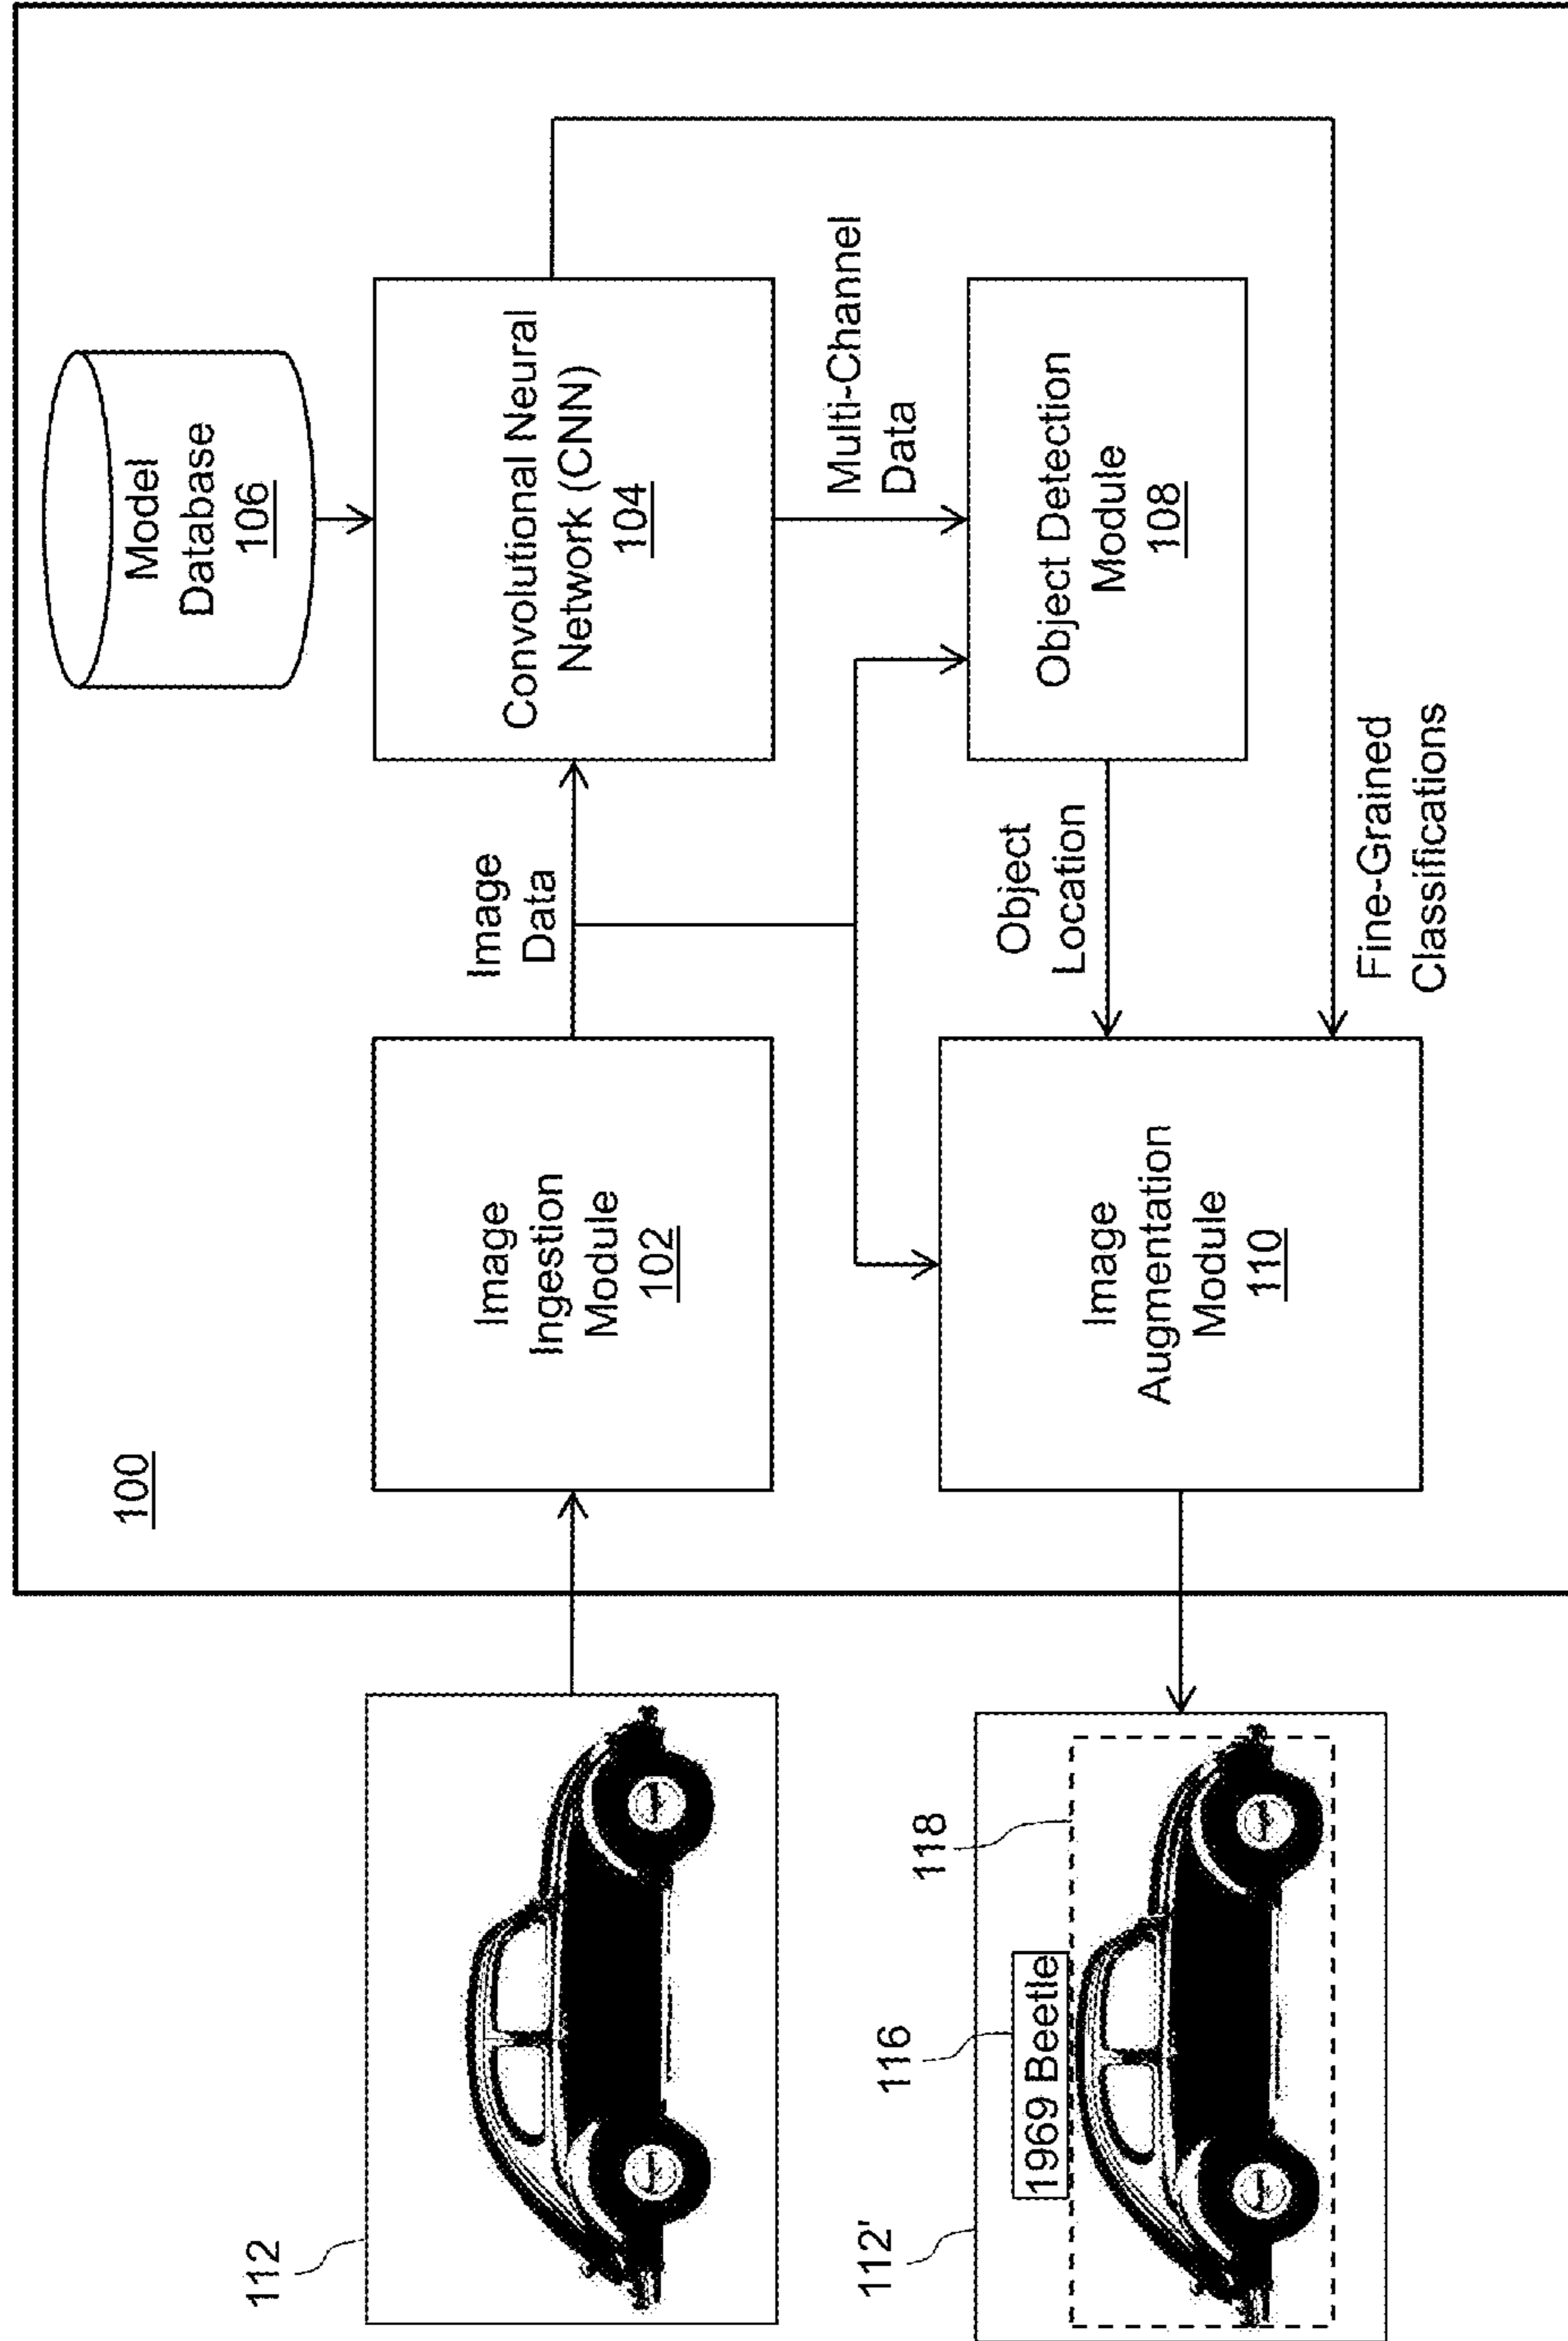 100
Model
Database
106
112
Image
Ingestion
Module
102
Image
Data
Convolutional Neural
Network (CNN)
104
Multi-Channel
Data
112'
116
118
1969 Beetle
Image
Augmentation
Module
110
Object
Location
Object Detection
Module
108
Fine-Grained
Classifications